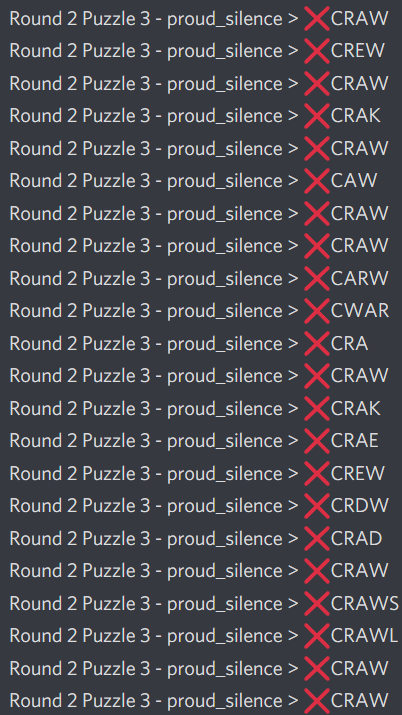 Round 2 Puzzle 3 - proud_silence > ❌CRAW
Round 2 Puzzle 3 - proud_silence > ❌CREW
Round 2 Puzzle 3 - proud_silence > ❌CRAW
Round 2 Puzzle 3 - proud_silence > ❌CRAK
Round 2 Puzzle 3 - proud_silence > ❌CRAW
Round 2 Puzzle 3 - proud_silence > ❌CAW
Round 2 Puzzle 3 - proud_silence > ❌CRAW
Round 2 Puzzle 3 - proud_silence > ❌CRAW
Round 2 Puzzle 3 - proud_silence > ❌CARW
Round 2 Puzzle 3 - proud_silence > ❌CWAR
Round 2 Puzzle 3 - proud_silence > ❌CRA
Round 2 Puzzle 3 - proud_silence > ❌CRAW
Round 2 Puzzle 3 - proud_silence > ❌CRAK
Round 2 Puzzle 3 - proud_silence > ❌CRAE
Round 2 Puzzle 3 - proud_silence > ❌CREW
Round 2 Puzzle 3 - proud_silence > ❌CRDW
Round 2 Puzzle 3 - proud_silence > ❌CRAD
Round 2 Puzzle 3 - proud_silence > ❌CRAW
Round 2 Puzzle 3 - proud_silence > ❌CRAWS
Round 2 Puzzle 3 - proud_silence > ❌CRAWL
Round 2 Puzzle 3 - proud_silence > ❌CRAW
Round 2 Puzzle 3 - proud_silence > ❌CRAW